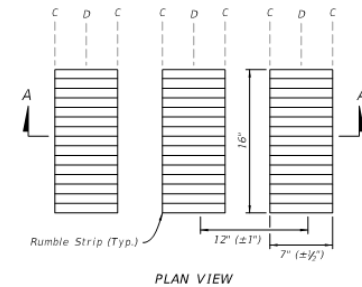 C D C C D C C D C
A A
16"
Rumble Strip (Typ.)
12" (±1")
7" (±½")
PLAN VIEW